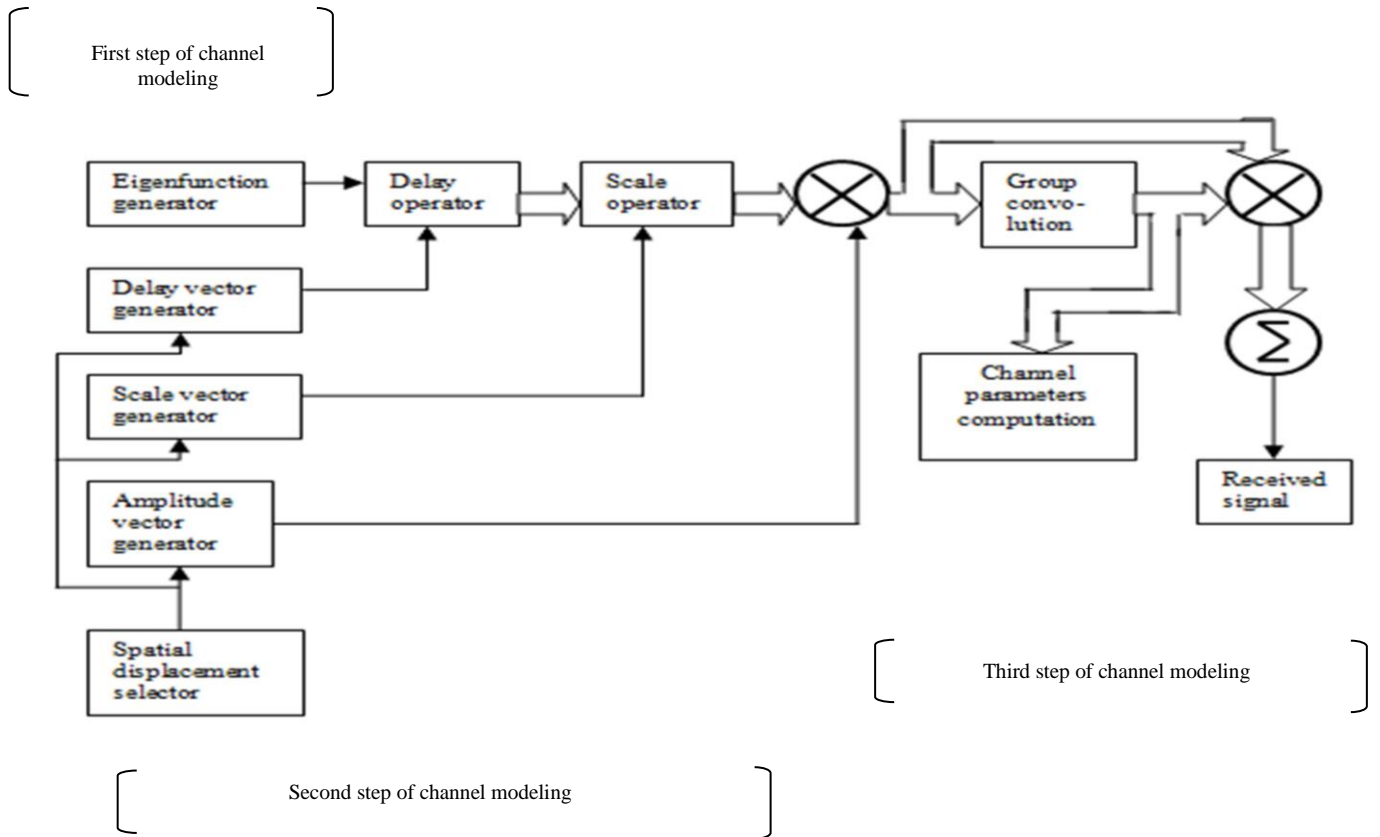 First step of channel
modeling
Eigenfunction
generator
Delay
operator
Scale
operator
Group
convo-
lution
Delay vector
generator
Scale vector
generator
Channel
parameters
computation
Σ
Amplitude
vector
generator
Received
signal
Spatial
displacement
selector
Third step of channel modeling
Second step of channel modeling